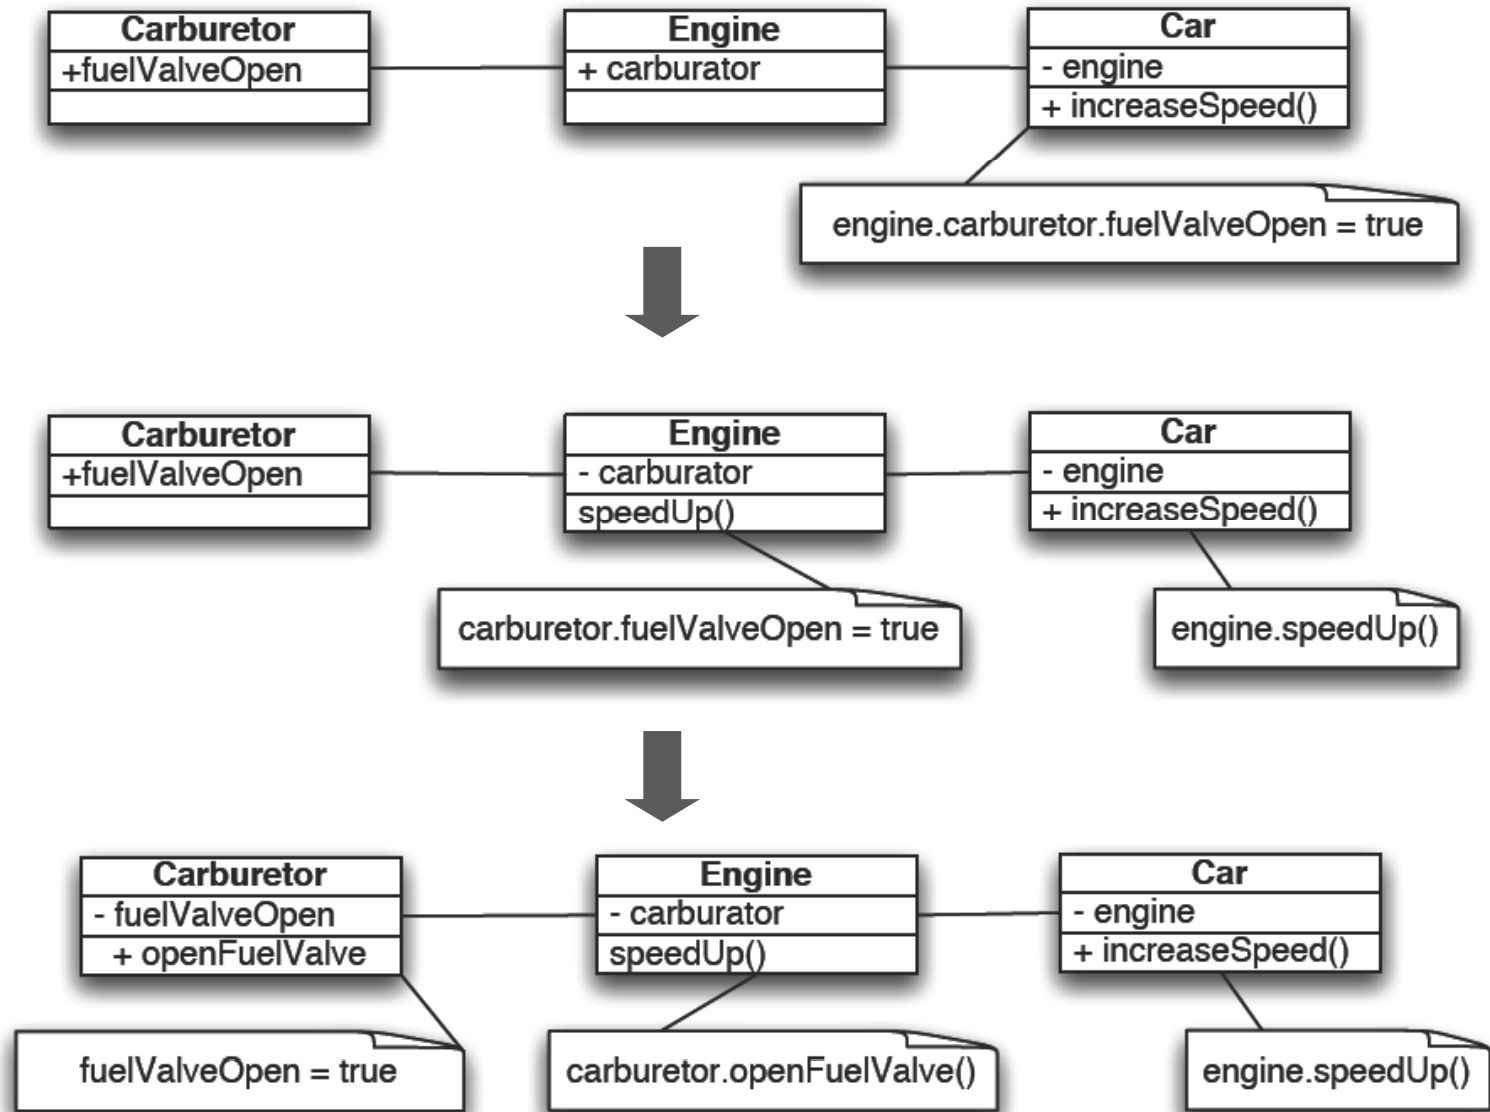 Carburetor
+fuelValveOpen
Engine
+ carburator
Car
- engine
+ increaseSpeed()
engine.carburetor.fuelValveOpen = true
Carburetor
+fuelValveOpen
Engine
- carburator
speedUp()
Car
- engine
+ increaseSpeed()
carburetor.fuelValveOpen = true
engine.speedUp()
Carburetor
- fuelValveOpen
+ openFuelValve
Engine
- carburator
speedUp()
Car
- engine
+ increaseSpeed()
fuelValveOpen = true
carburetor.openFuelValve()
engine.speedUp()